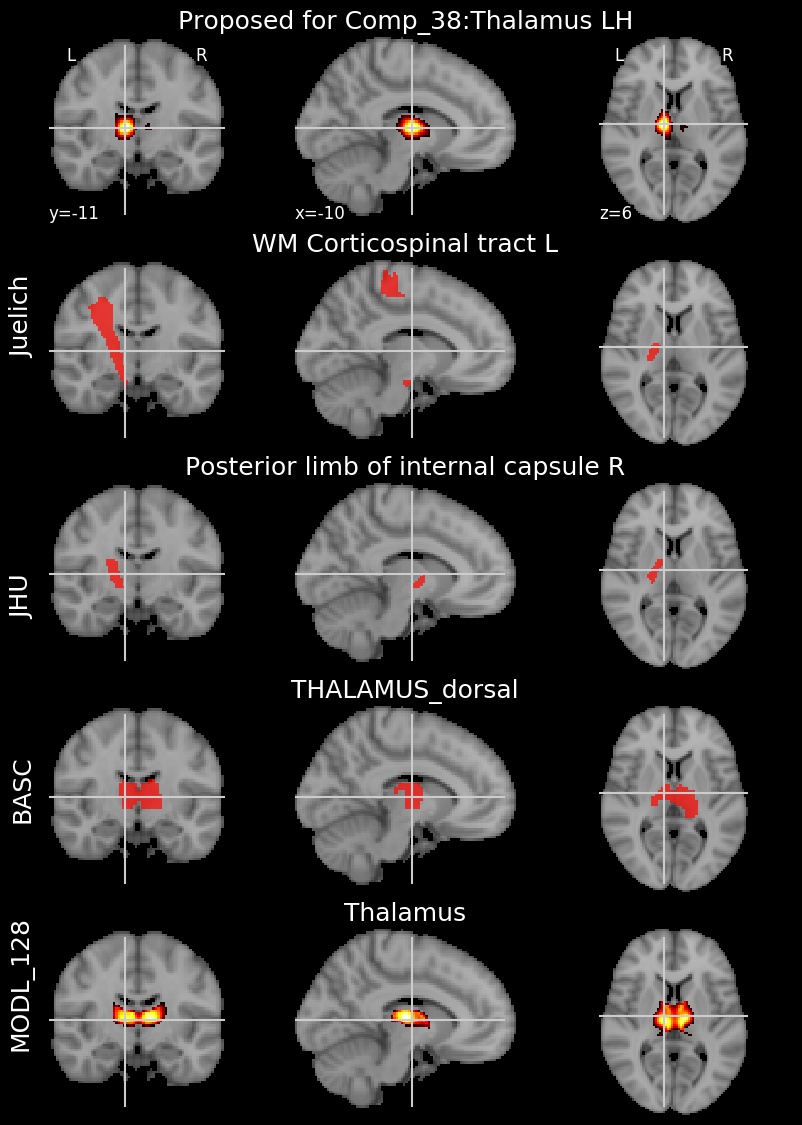 Proposed for Comp_38:Thalamus LH
L R L R
y=-11 x=-10 z=6
WM Corticospinal tract L
Juelich
Posterior limb of internal capsule R
JHU
THALAMUS_dorsal
BASC
Thalamus
MODL_128